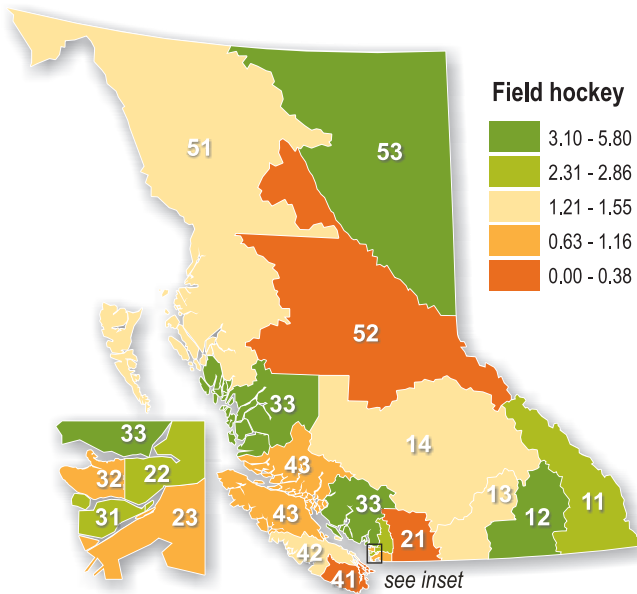 Field hockey
3.10 - 5.80
2.31 - 2.86
1.21 - 1.55
0.63 - 1.16
0.00 - 0.38
51
53
52
33
14
43
33
13
11
12
43
21
42
41
see inset
33
32
22
31
23